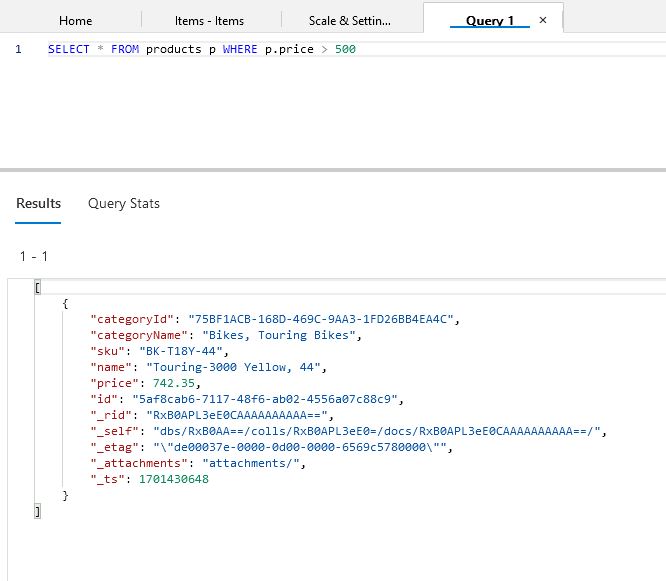 Home Items - Items Scale & Settin... Query 1 ×
1 SELECT * FROM products p WHERE p.price > 500
Results Query Stats
1 - 1
[
{
"categoryId": "75BF1ACB-168D-469C-9AA3-1FD26BB4EA4C",
"categoryName": "Bikes, Touring Bikes",
"sku": "BK-T18Y-44",
"name": "Touring-3000 Yellow, 44",
"price": 742.35,
"id": "5af8cab6-7117-48f6-ab02-4556a07c88c9",
"_rid": "RxB0APL3eE0CAAAAAAAAAA==",
"_self": "dbs/RxB0AA==/colls/RxB0APL3eE0=/docs/RxB0APL3eE0CAAAAAAAAAA==/",
"_etag": "\"de00037e-0000-0d00-0000-6569c5780000\"",
"_attachments": "attachments/",
"_ts": 1701430648
}
]